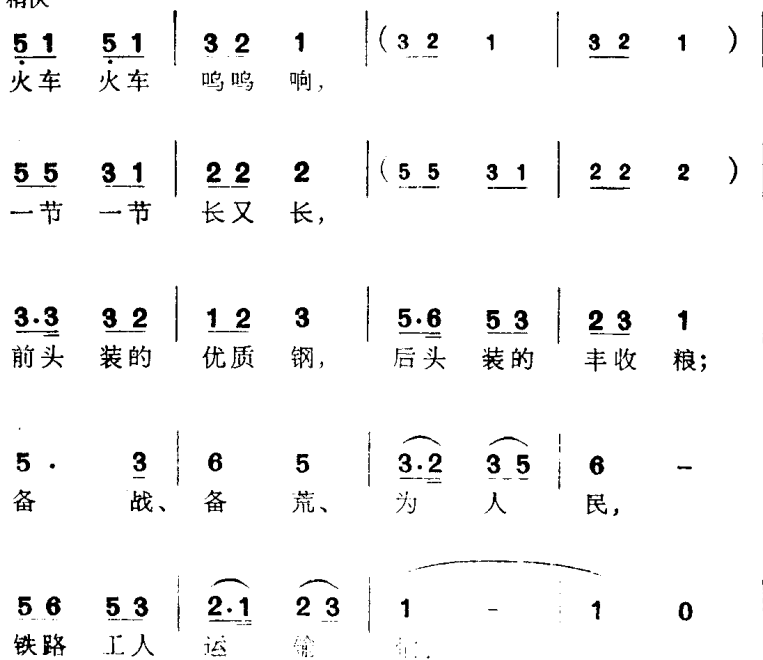 稍快
5 1 5 1 | 3 2 1 |( 3 2 1 | 3 2 1 )
火车 火车 呜呜 响,
5 5 3 1 | 2 2 2 |( 5 5 3 1 | 2 2 2 )
一节 一节 长又 长,
3·3 3 2 | 1 2 3 | 5·6 5 3 | 2 3 1
前头 装的 优质 钢, 后头 装的 丰收 粮;
5 · 3 | 6 5 | 3·2 3 5 | 6 -
备 战、 备 荒、 为 人 民,
5 6 5 3 | 2·1 2 3 | 1 - | 1 0
铁路 工人 运 输